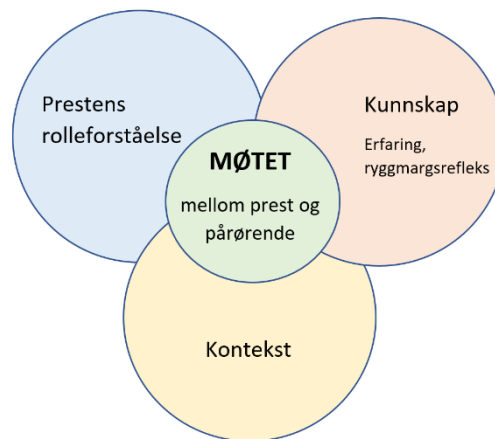 Prestens
rolleforståelse
Kunnskap
Erfaring,
ryggmargsrefleks
MØTET
mellom prest og
pårørende
Kontekst